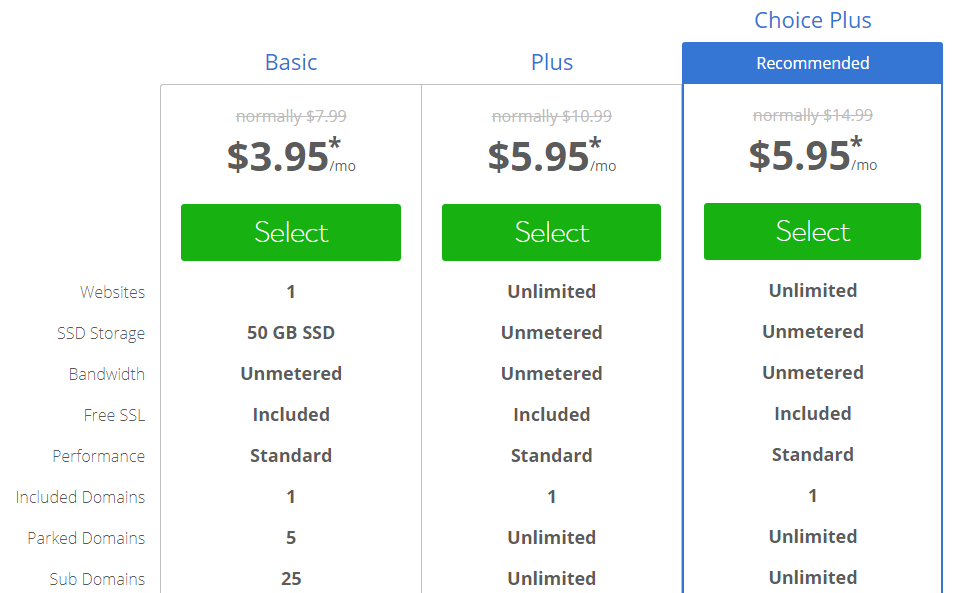 Choice Plus
Basic Plus Recommended
normally $7.99 normally $10.99 normally $14.99
$3.95*/mo $5.95*/mo $5.95*/mo
Select Select Select
Websites 1 Unlimited Unlimited
SSD Storage 50 GB SSD Unmetered Unmetered
Bandwidth Unmetered Unmetered Unmetered
Free SSL Included Included Included
Performance Standard Standard Standard
Included Domains 1 1 1
Parked Domains 5 Unlimited Unlimited
Sub Domains 25 Unlimited Unlimited